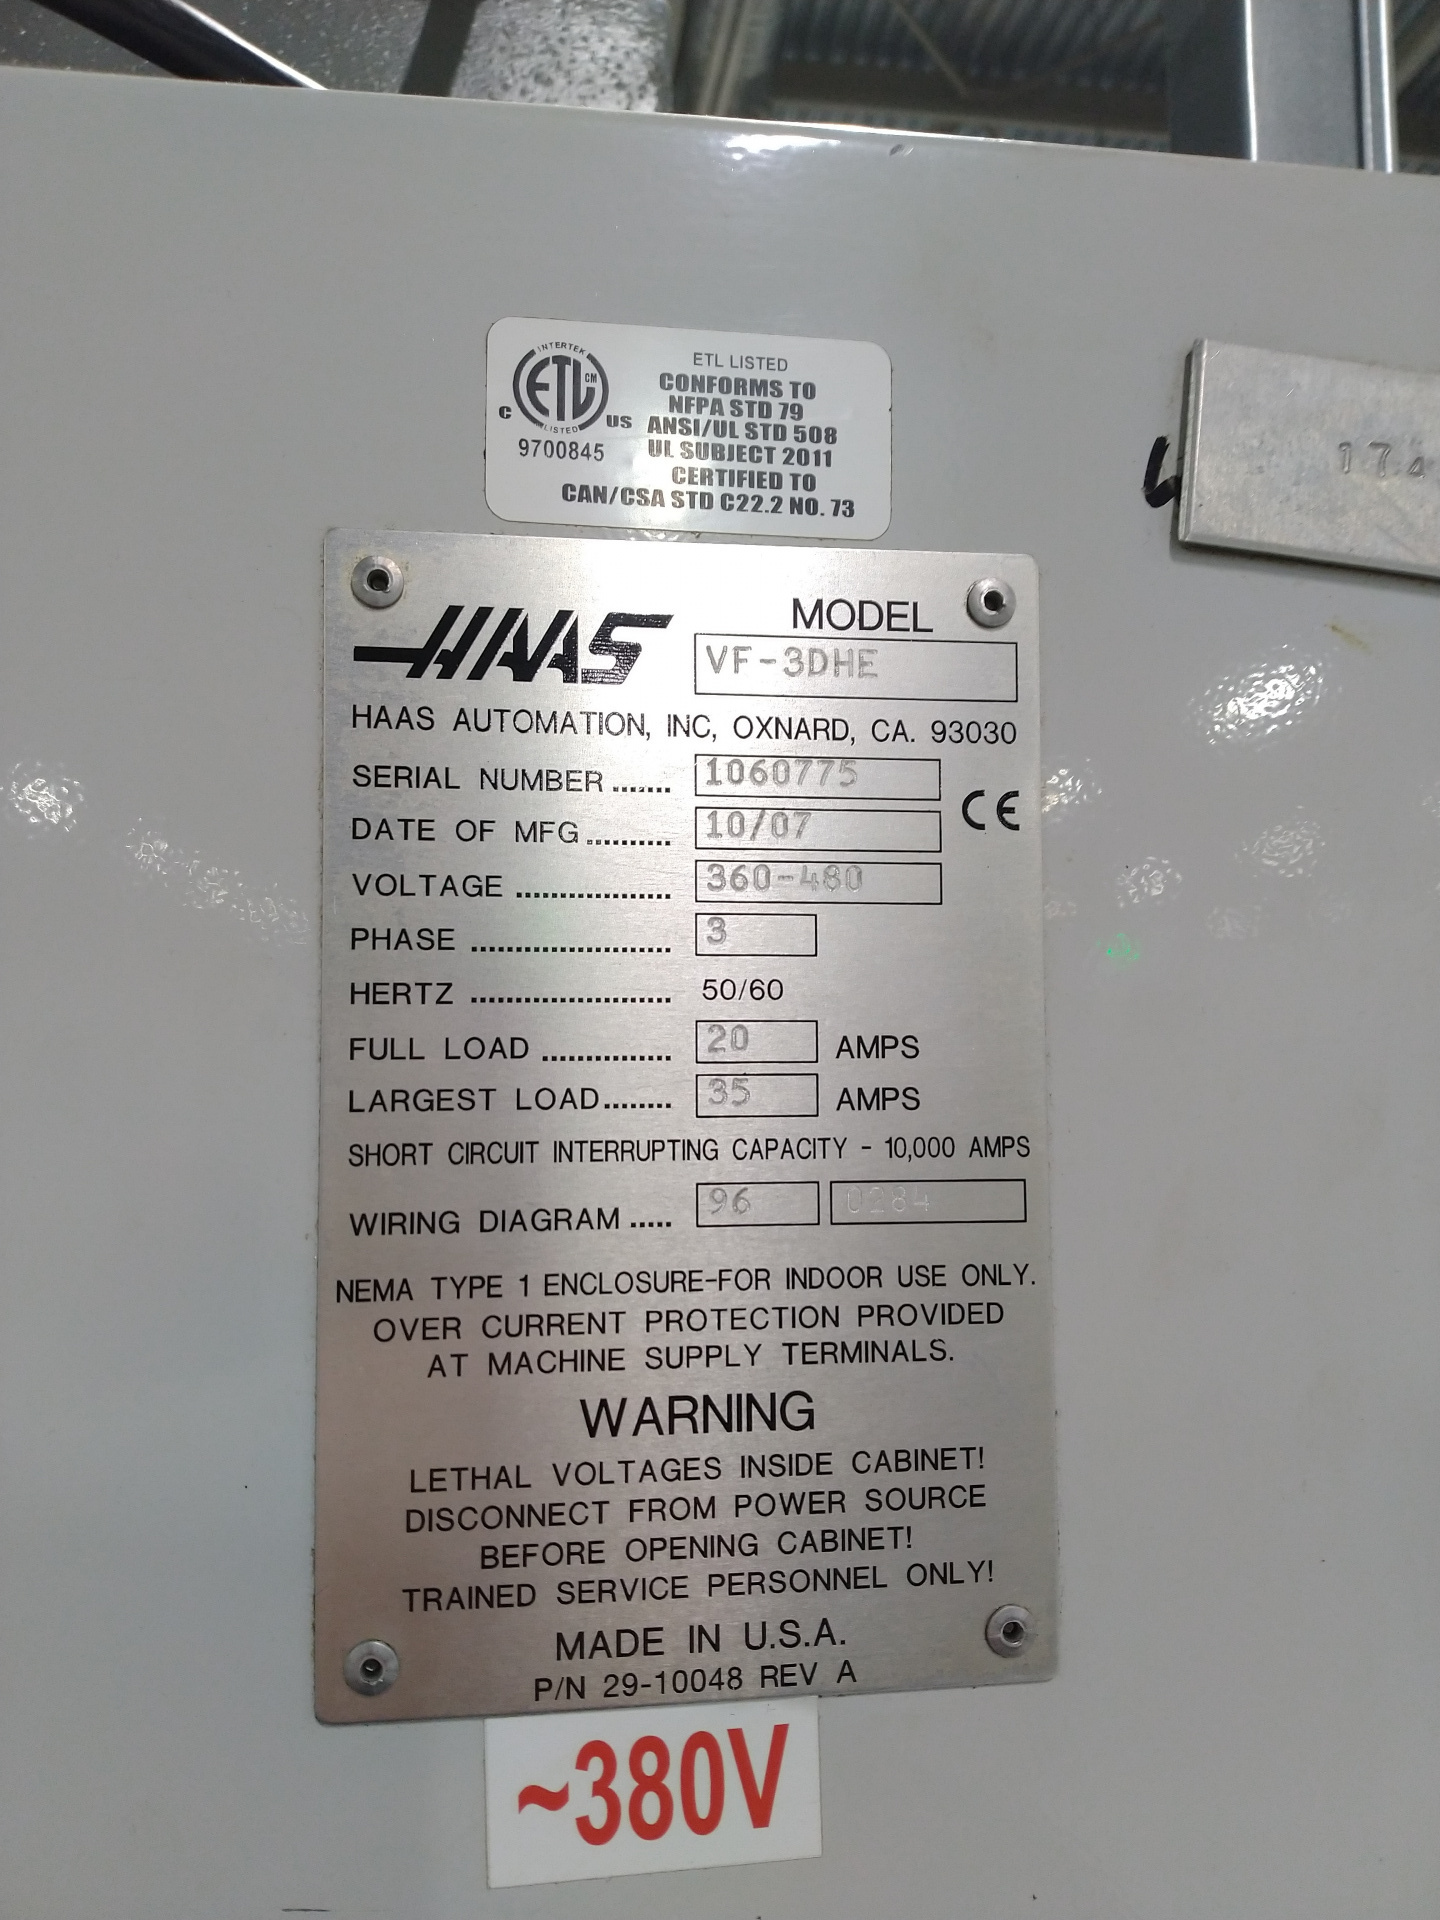 INTERTEK
ETL CM
LISTED
C US
9700845
ETL LISTED
CONFORMS TO
NFPA STD 79
ANSI/UL STD 508
UL SUBJECT 2011
CERTIFIED TO
CAN/CSA STD C22.2 NO. 73
174
HAAS
MODEL
VF-3DHE
HAAS AUTOMATION, INC, OXNARD, CA. 93030
SERIAL NUMBER ....... 1060775
CE
DATE OF MFG .......... 10/07
VOLTAGE .................. 360-480
PHASE ....................... 3
HERTZ ....................... 50/60
FULL LOAD ............... 20 AMPS
LARGEST LOAD ........ 35 AMPS
SHORT CIRCUIT INTERRUPTING CAPACITY - 10,000 AMPS
WIRING DIAGRAM ..... 96 0284
NEMA TYPE 1 ENCLOSURE-FOR INDOOR USE ONLY.
OVER CURRENT PROTECTION PROVIDED
AT MACHINE SUPPLY TERMINALS.
WARNING
LETHAL VOLTAGES INSIDE CABINET!
DISCONNECT FROM POWER SOURCE
BEFORE OPENING CABINET!
TRAINED SERVICE PERSONNEL ONLY!
MADE IN U.S.A.
P/N 29-10048 REV A
~380V